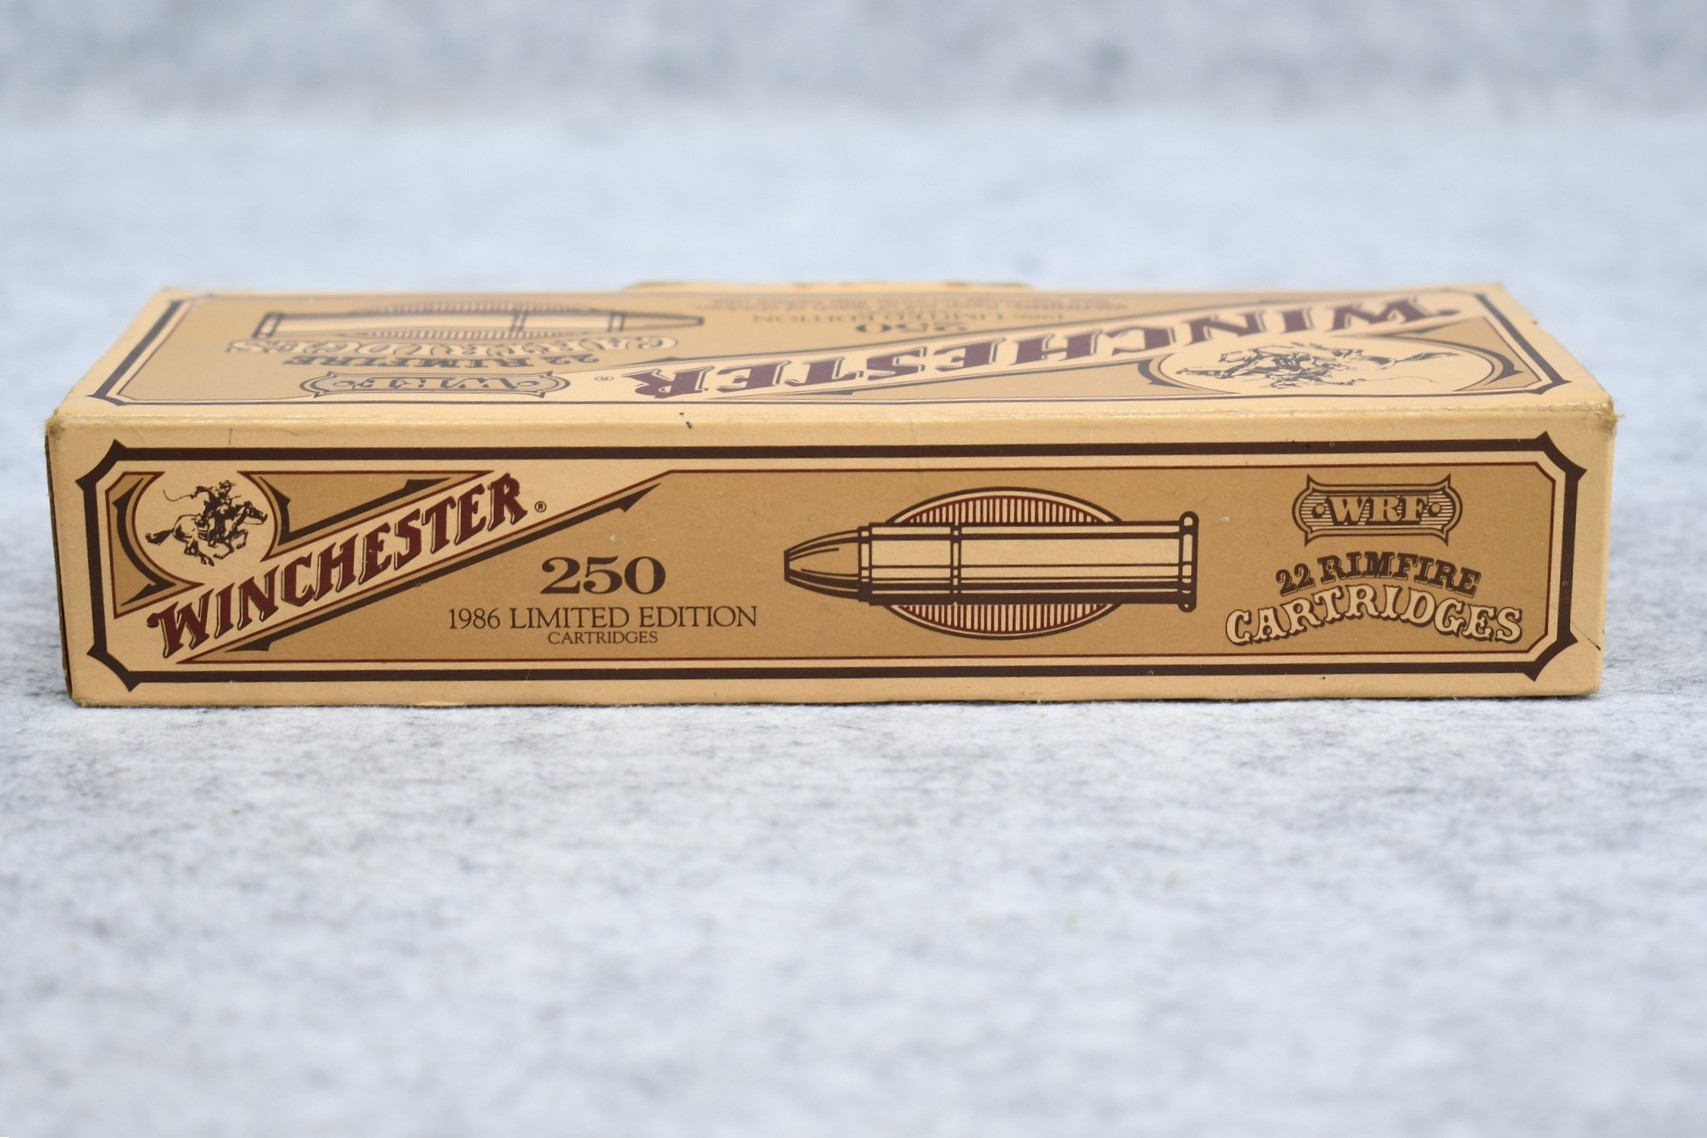 WINCHESTER®
250
1986 LIMITED EDITION
CARTRIDGES
WRF
22 RIMFIRE
CARTRIDGES
WINCHESTER®
250
1986 LIMITED EDITION
WRF
22
RIMFIRE
CARTRIDGES